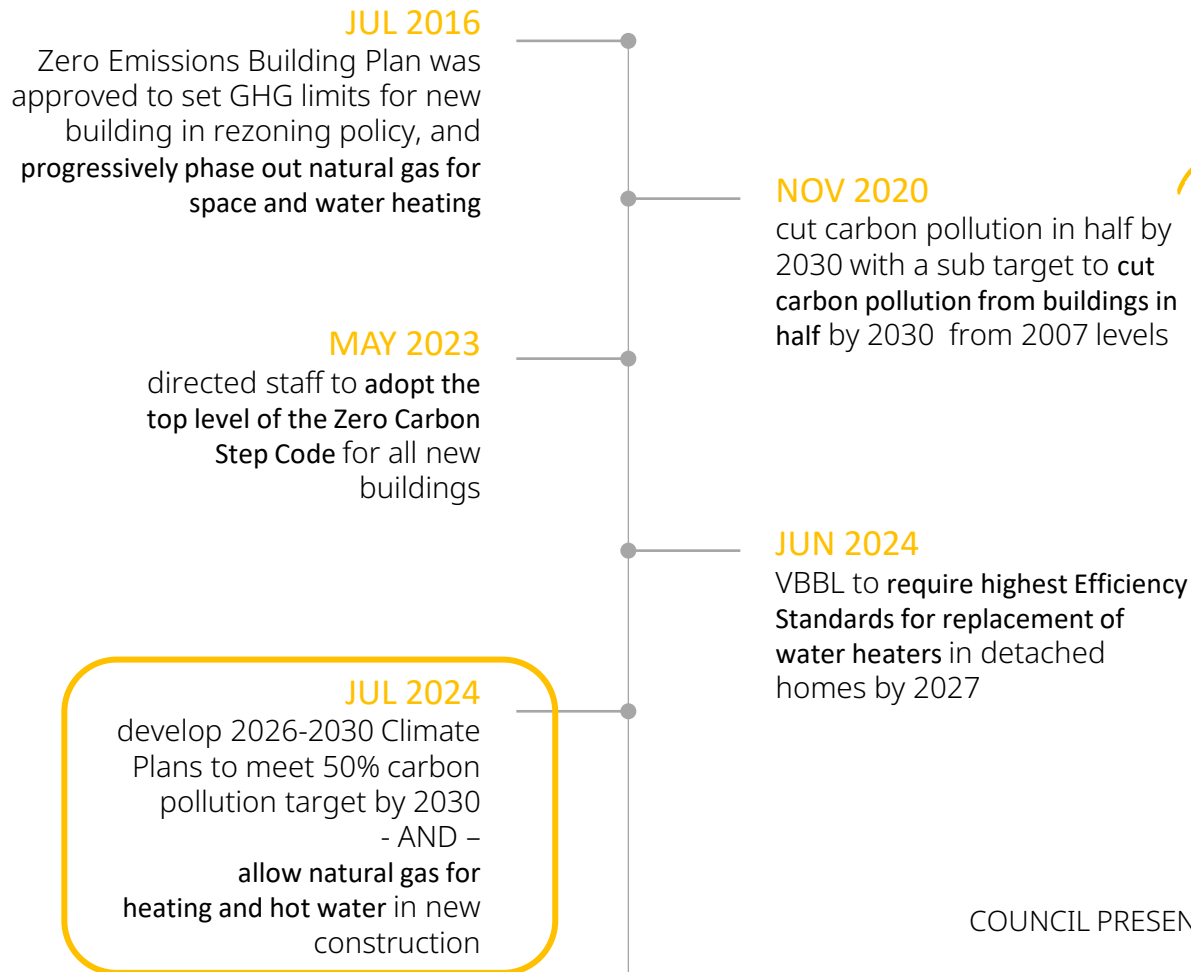 JUL 2016
Zero Emissions Building Plan was
approved to set GHG limits for new
building in rezoning policy, and
progressively phase out natural gas for
space and water heating
NOV 2020
cut carbon pollution in half by
2030 with a sub target to cut
carbon pollution from buildings in
half by 2030 from 2007 levels
MAY 2023
directed staff to adopt the
top level of the Zero Carbon
Step Code for all new
buildings
JUN 2024
VBBL to require highest Efficiency
Standards for replacement of
water heaters in detached
homes by 2027
JUL 2024
develop 2026-2030 Climate
Plans to meet 50% carbon
pollution target by 2030
- AND –
allow natural gas for
heating and hot water in new
construction
COUNCIL PRESEN